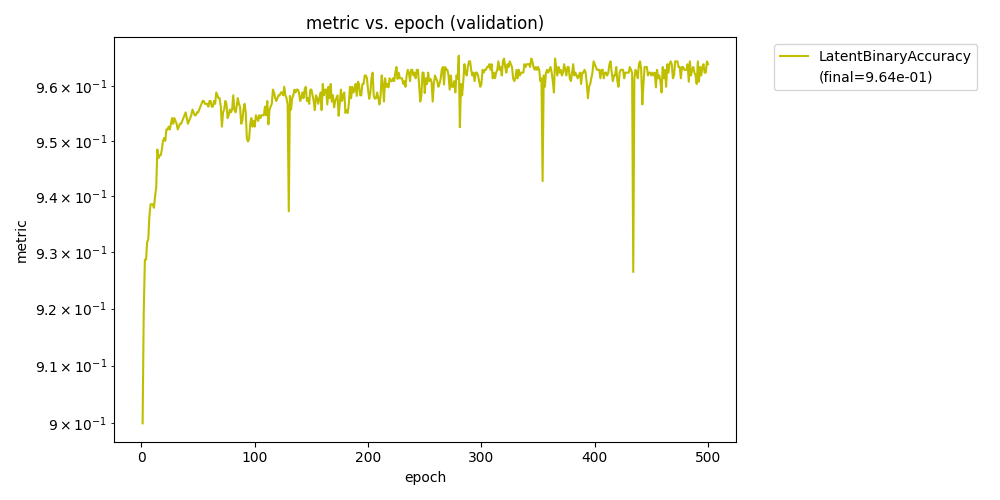 metric vs. epoch (validation)
LatentBinaryAccuracy
(final=9.64e-01)
9.6 × 10⁻¹
9.5 × 10⁻¹
9.4 × 10⁻¹
9.3 × 10⁻¹
9.2 × 10⁻¹
9.1 × 10⁻¹
9 × 10⁻¹
metric
0 100 200 300 400 500
epoch